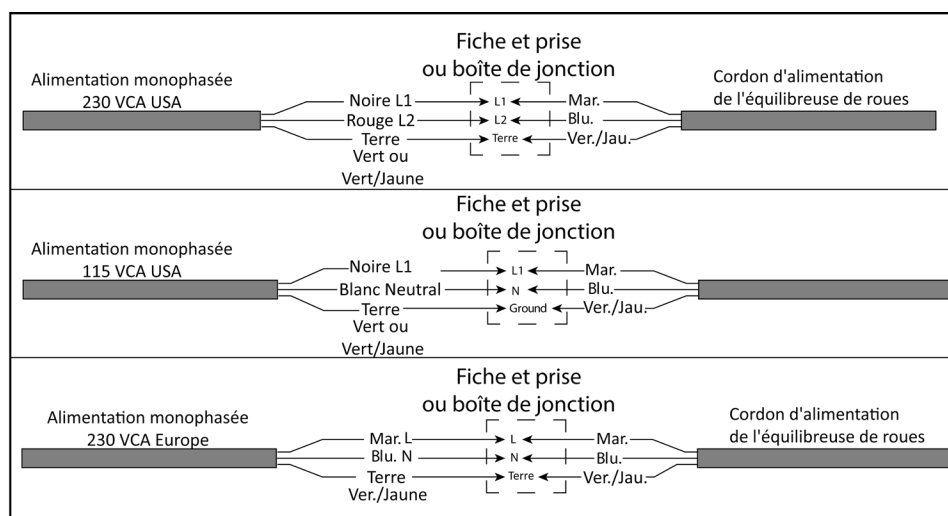 Fiche et prise
ou boîte de jonction
Alimentation monophasée
230 VCA USA
Cordon d'alimentation
de l'équilibreuse de roues
Noire L1
L1
Mar.
Rouge L2
L2
Blu.
Terre
Terre
Ver./Jau.
Vert ou
Vert/Jaune
Fiche et prise
ou boîte de jonction
Alimentation monophasée
115 VCA USA
Noire L1
L1
Mar.
Blanc Neutral
N
Blu.
Terre
Ground
Ver./Jau.
Vert ou
Vert/Jaune
Fiche et prise
ou boîte de jonction
Alimentation monophasée
230 VCA Europe
Cordon d'alimentation
de l'équilibreuse de roues
Mar. L
L
Mar.
Blu. N
N
Blu.
Terre
Terre
Ver./Jau.
Ver./Jaune